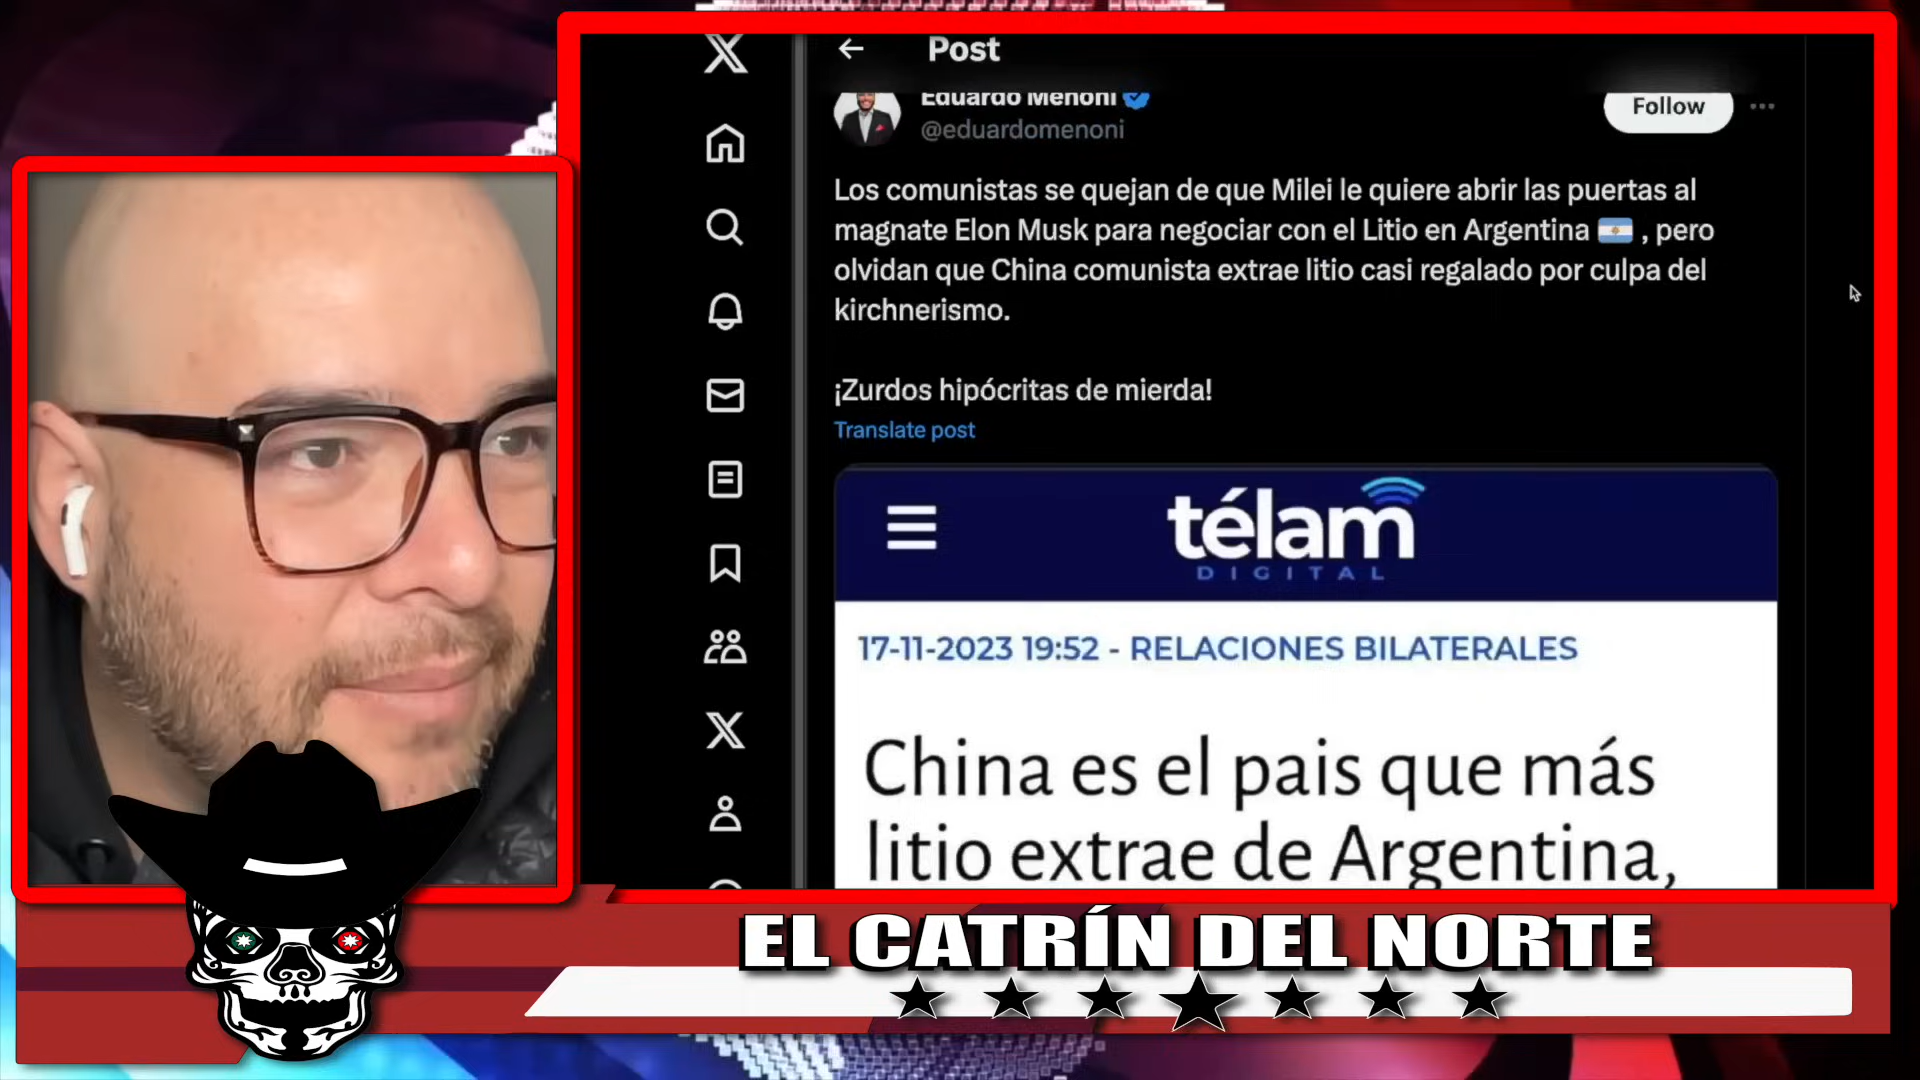 Post
Eduardo Menoni
@eduardomenoni
Follow
Los comunistas se quejan de que Milei le quiere abrir las puertas al
magnate Elon Musk para negociar con el Litio en Argentina 🇦🇷 , pero
olvidan que China comunista extrae litio casi regalado por culpa del
kirchnerismo.
¡Zurdos hipócritas de mierda!
Translate post
télam
DIGITAL
17-11-2023 19:52 - RELACIONES BILATERALES
China es el pais que más
litio extrae de Argentina,
EL CATRÍN DEL NORTE